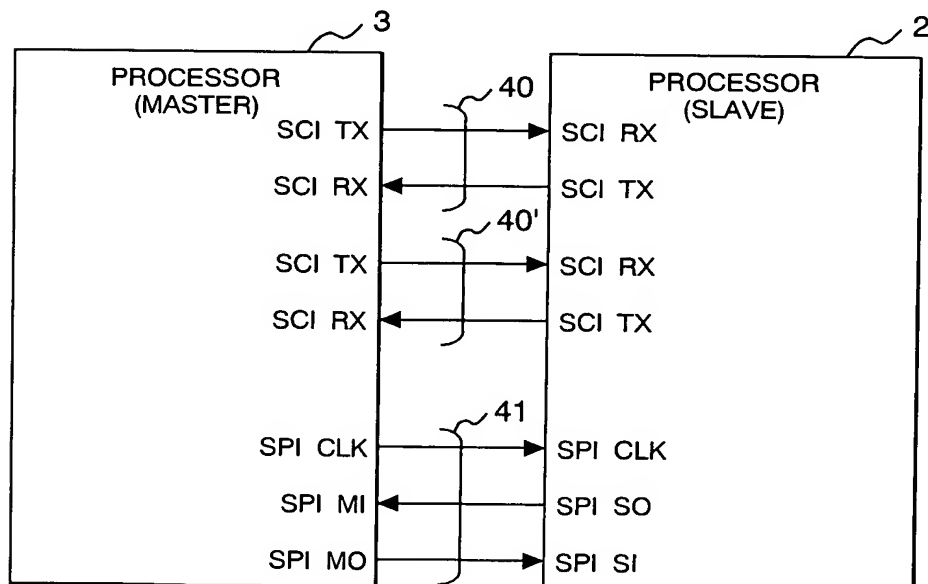 3
2
PROCESSOR
(MASTER)
PROCESSOR
(SLAVE)
40
SCI TX
SCI RX
SCI RX
SCI TX
40'
SCI TX
SCI RX
SCI RX
SCI TX
41
SPI CLK
SPI CLK
SPI MI
SPI SO
SPI MO
SPI SI